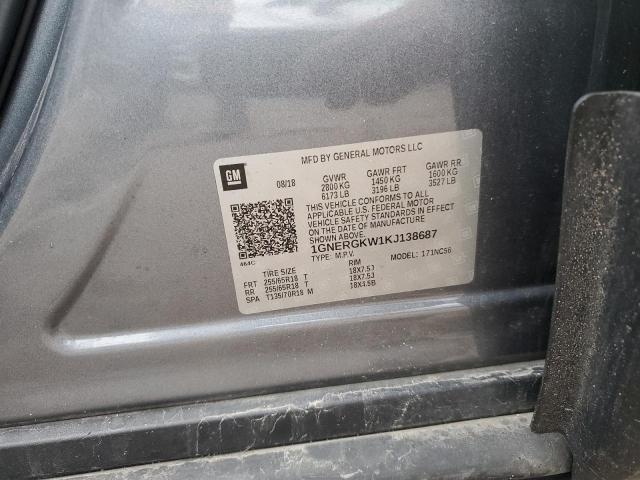 MFD BY GENERAL MOTORS LLC
GM
08/18 GVWR GAWR FRT GAWR RR
2800 KG 1450 KG 1600 KG
6173 LB 3196 LB 3527 LB
THIS VEHICLE CONFORMS TO ALL
APPLICABLE U.S. FEDERAL MOTOR
VEHICLE SAFETY STANDARDS IN EFFECT
ON THE DATE OF MANUFACTURE SHOWN ABOVE
1GNERGKW1KJ138687
TYPE: M.P.V. MODEL: 171NC56
464C
TIRE SIZE RIM
FRT 255/65R18 T 18X7.5J
RR 255/65R18 T 18X7.5J
SPA T135/70R18 M 18X4.5B